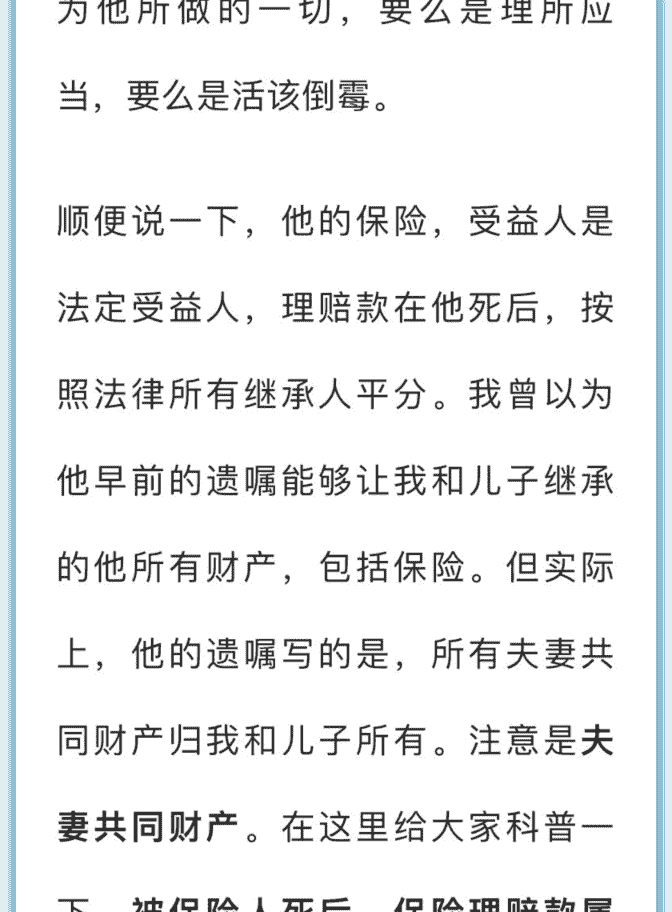 为他所做的一切，要么是理所应
当，要么是活该倒霉。
顺便说一下，他的保险，受益人是
法定受益人，理赔款在他死后，按
照法律所有继承人平分。我曾以为
他早前的遗嘱能够让我和儿子继承
的他所有财产，包括保险。但实际
上，他的遗嘱写的是，所有夫妻共
同财产归我和儿子所有。注意是夫
妻共同财产。在这里给大家科普一
下，被保险人死后，保险理赔款属